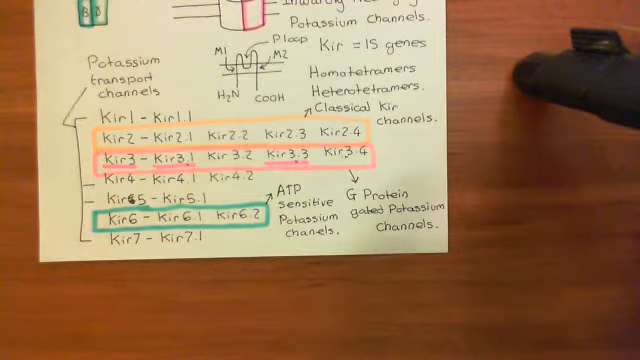 B D
Potassium channels.
Kir = 15 genes
P loop
M1
M2
H₂N
COOH
Homotetramers
Heterotetramers.
Potassium
transport
channels
Classical Kir
channels.
Kir1 - Kir1.1
Kir2 - Kir2.1 Kir2.2 Kir2.3 Kir2.4
Kir3 - Kir3.1 Kir3.2 Kir3.3 Kir3.4
Kir4 - Kir4.1 Kir4.2
Kir5 - Kir5.1
Kir6 - Kir6.1 Kir6.2
Kir7 - Kir7.1
ATP
Sensitive
Potassium
Chanels.
G Protein
gated Potassium
Channels.